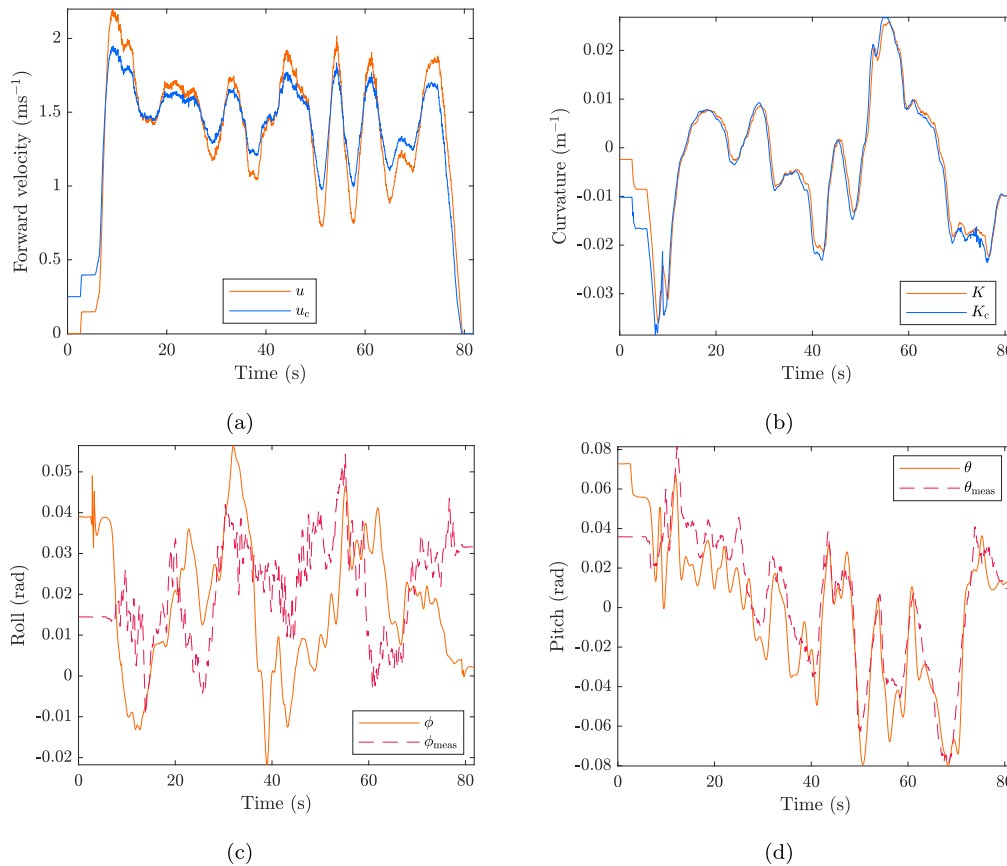 Forward velocity (ms⁻¹)
2
1.5
1
0.5
0
0 20 40 60 80
Time (s)
u
u_c
(a)
Curvature (m⁻¹)
0.02
0.01
0
-0.01
-0.02
-0.03
0 20 40 60 80
Time (s)
K
K_c
(b)
Roll (rad)
0.05
0.04
0.03
0.02
0.01
0
-0.01
-0.02
0 20 40 60 80
Time (s)
ϕ
ϕ_meas
(c)
Pitch (rad)
0.08
0.06
0.04
0.02
0
-0.02
-0.04
-0.06
-0.08
0 20 40 60 80
Time (s)
θ
θ_meas
(d)